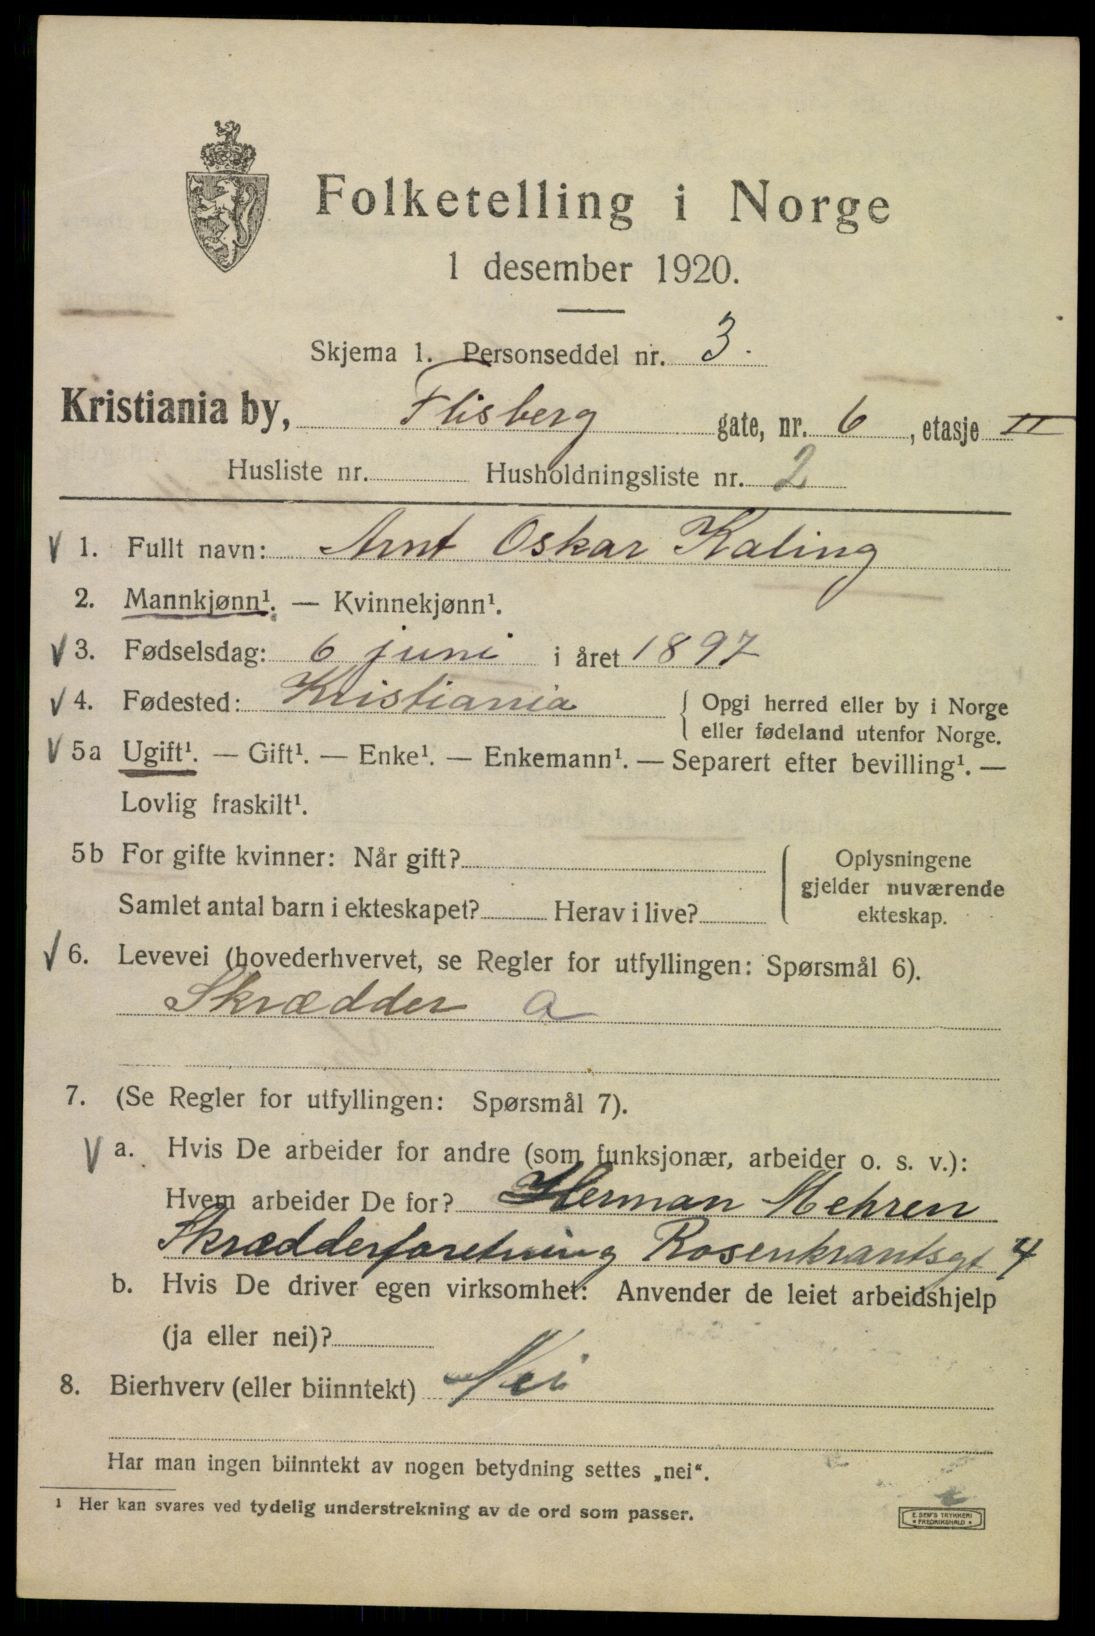 Folketelling i Norge
1 desember 1920.
Skjema 1. Personseddel nr. 3.
Kristiania by, Flisberg gate, nr. 6, etasje II
Husliste nr. Husholdningsliste nr. 2
1. Fullt navn: Arnt Oskar Kaling
2. Mannkjønn¹. — Kvinnekjønn¹.
3. Fødselsdag: 6 juni i året 1897
4. Fødested: Kristiania { Opgi herred eller by i Norge
eller fødeland utenfor Norge.
5a Ugift¹. — Gift¹. — Enke¹. — Enkemann¹. — Separert efter bevilling¹. —
Lovlig fraskilt¹.
5b For gifte kvinner: Når gift? { Oplysningene
gjelder nuværende
Samlet antal barn i ekteskapet? Herav i live? ekteskap.
6. Levevei (hovederhvervet, se Regler for utfyllingen: Spørsmål 6).
Skrædder a
7. (Se Regler for utfyllingen: Spørsmål 7).
a. Hvis De arbeider for andre (som funksjonær, arbeider o. s. v.):
Hvem arbeider De for? Herman Mehren
Skrædderforetning Rosenkrantsgt 4
b. Hvis De driver egen virksomhet: Anvender de leiet arbeidshjelp
(ja eller nei)?
8. Bierhverv (eller biinntekt) Nei
Har man ingen biinntekt av nogen betydning settes „nei“.
¹ Her kan svares ved tydelig understrekning av de ord som passer.
E. SEM'S TRYKKERI
* FREDRIKSHALD *